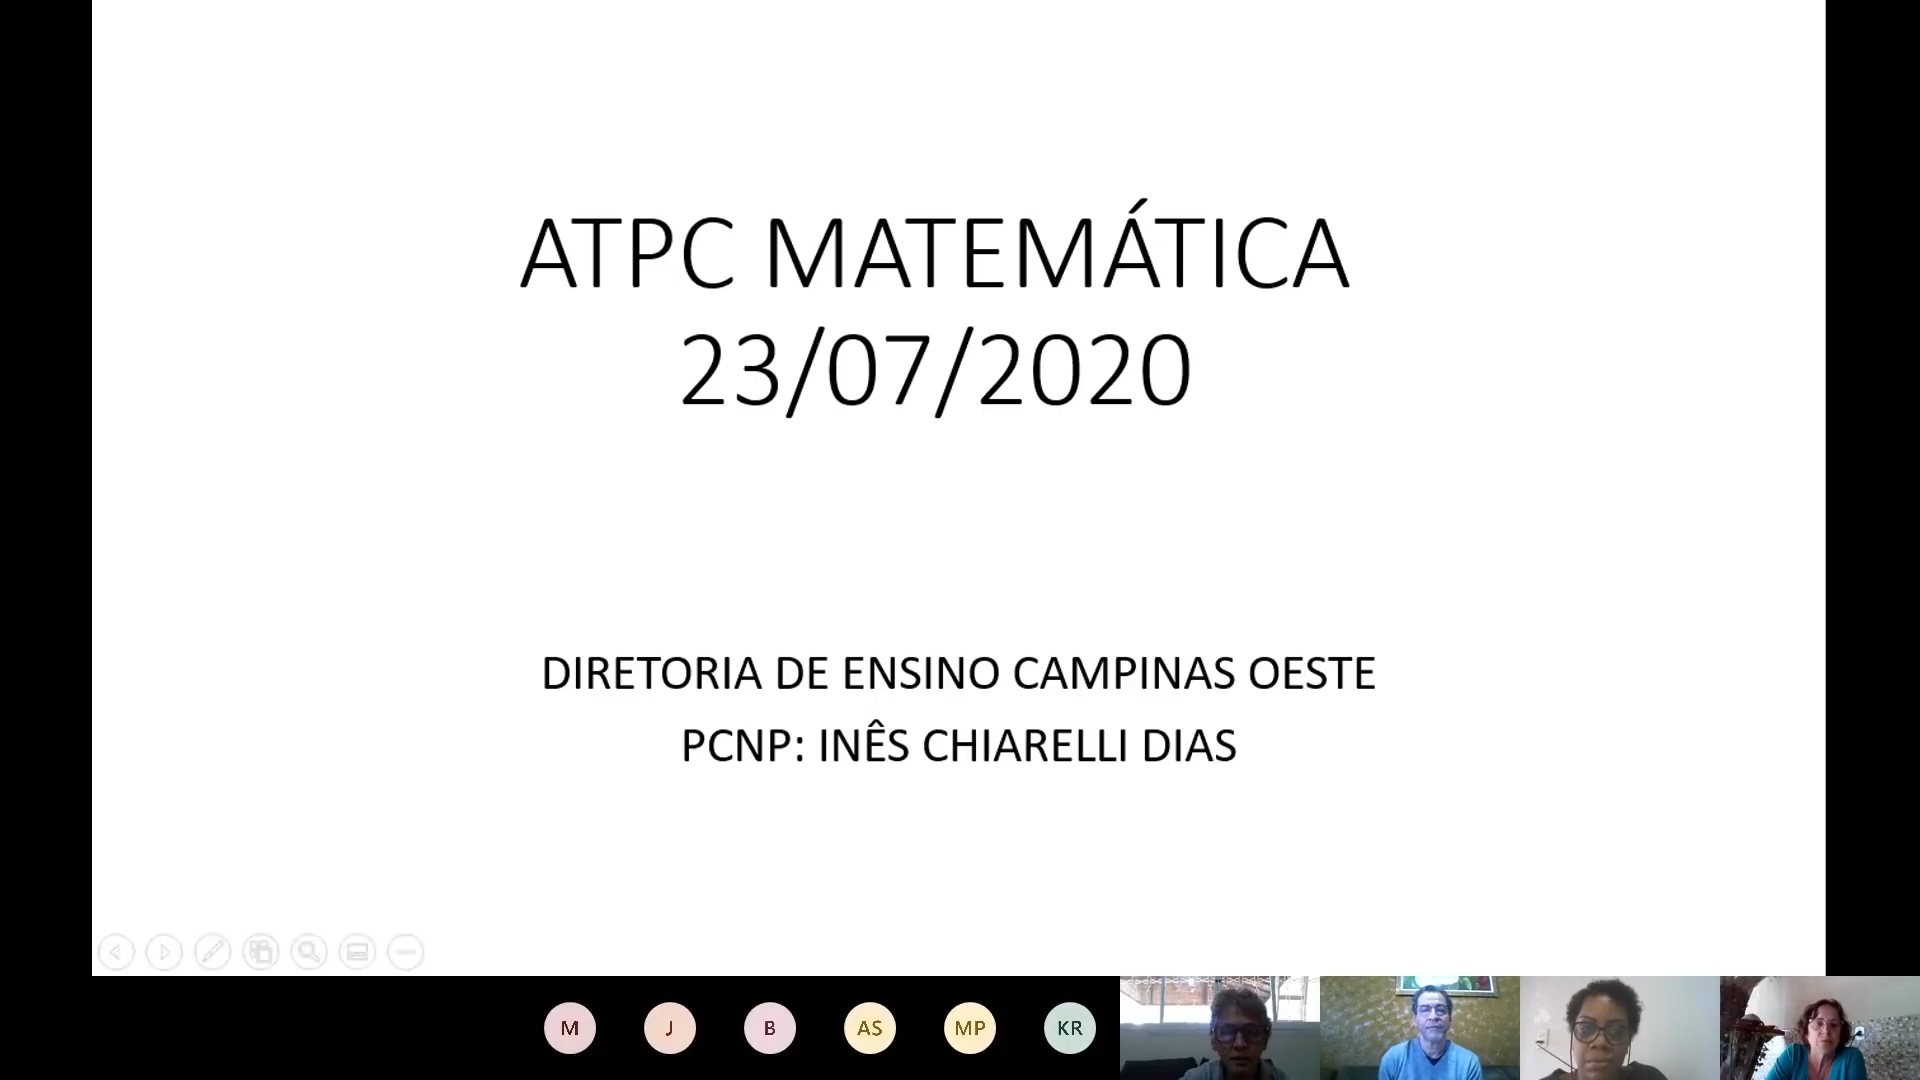 ATPC MATEMÁTICA
23/07/2020
DIRETORIA DE ENSINO CAMPINAS OESTE
PCNP: INÊS CHIARELLI DIAS
M J B AS MP KR